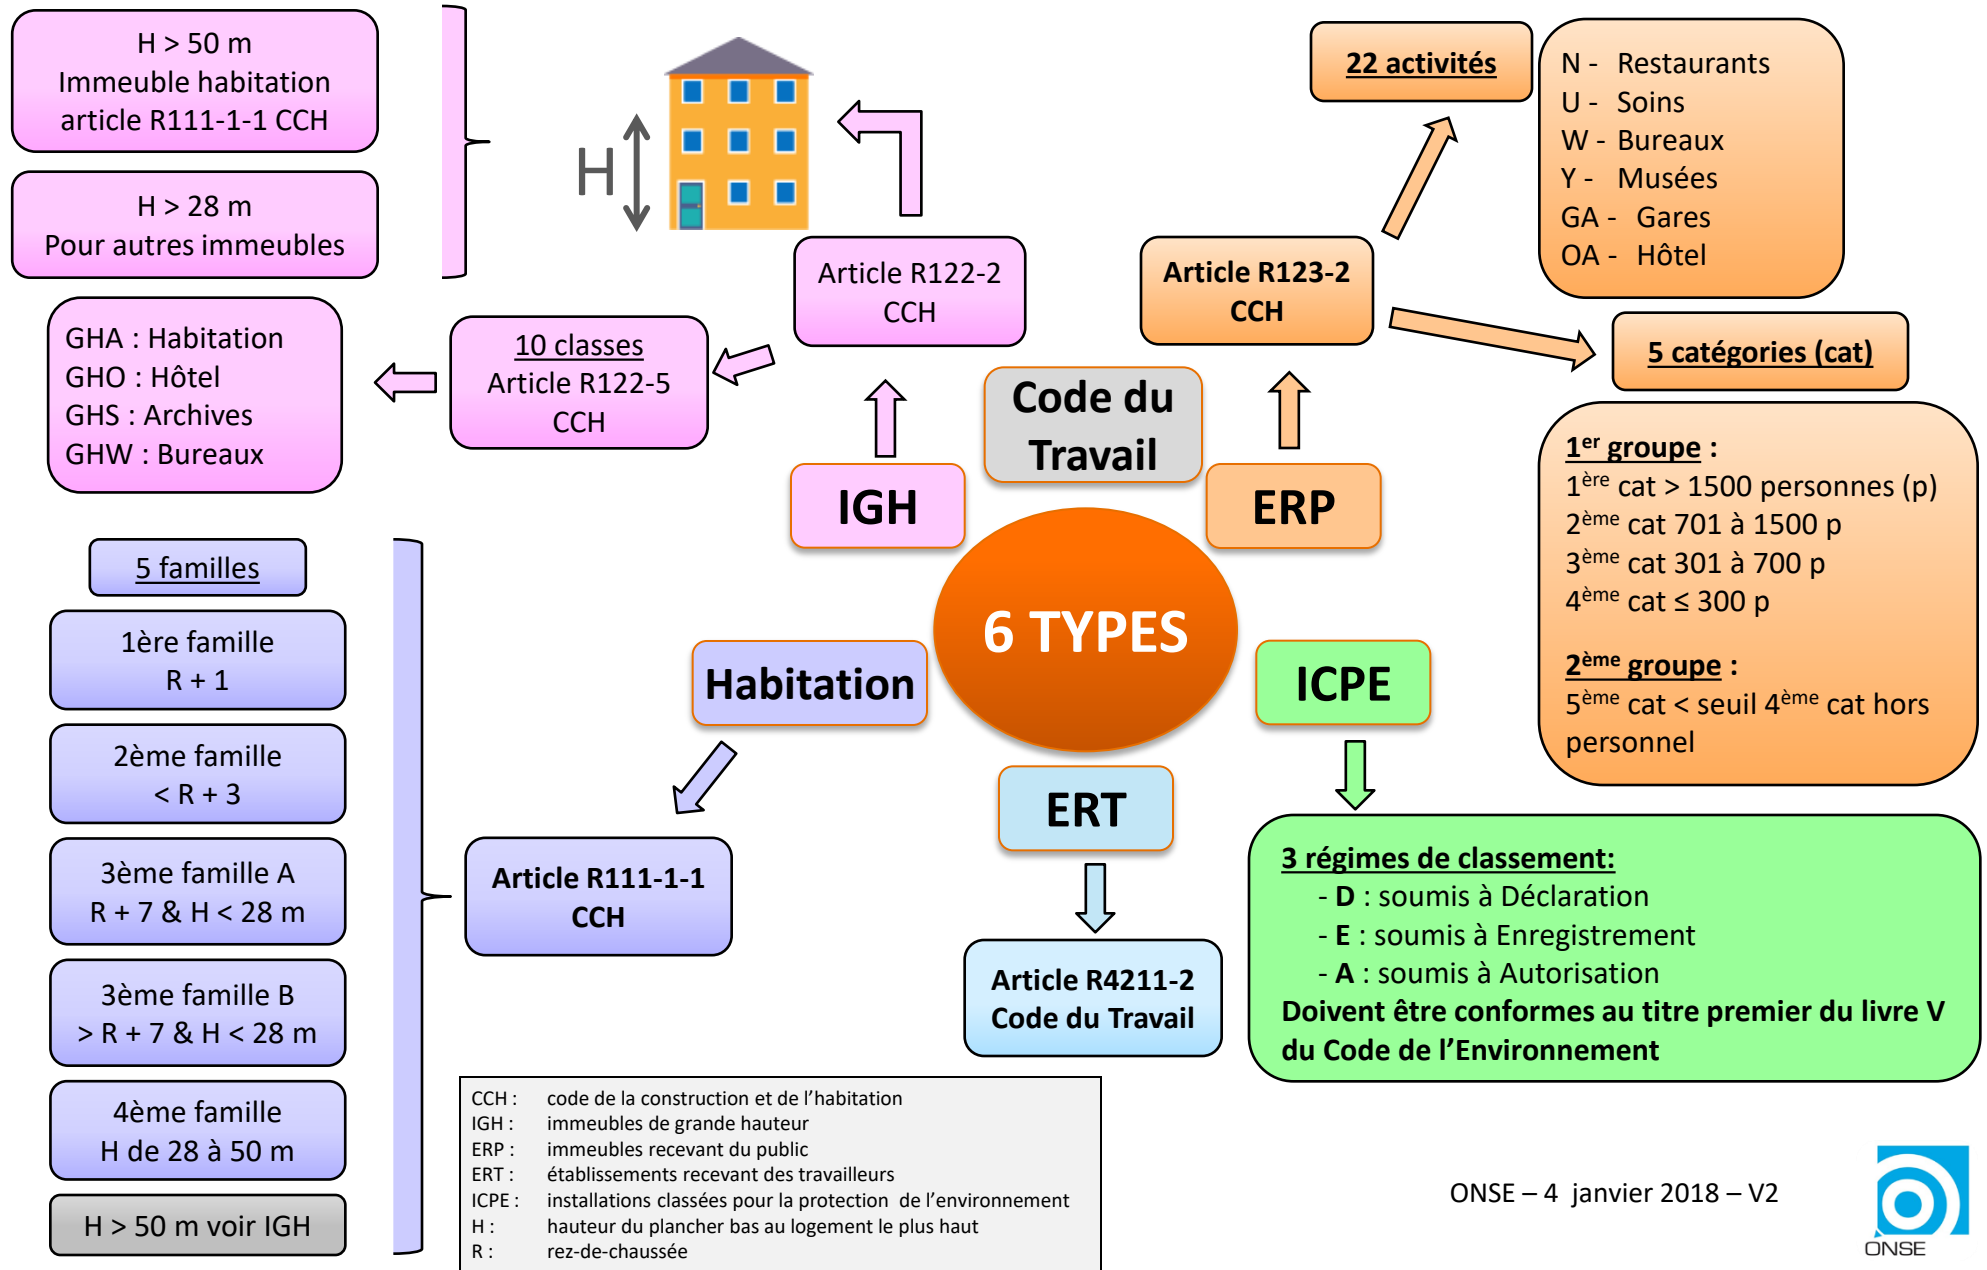 H > 50 m
Immeuble habitation
article R111-1-1 CCH
H > 28 m
Pour autres immeubles
H
Article R122-2
CCH
10 classes
Article R122-5
CCH
GHA : Habitation
GHO : Hôtel
GHS : Archives
GHW : Bureaux
22 activités
N - Restaurants
U - Soins
W - Bureaux
Y - Musées
GA - Gares
OA - Hôtel
Article R123-2
CCH
5 catégories (cat)
1er groupe :
1ère cat > 1500 personnes (p)
2ème cat 701 à 1500 p
3ème cat 301 à 700 p
4ème cat ≤ 300 p
2ème groupe :
5ème cat < seuil 4ème cat hors
personnel
Code du
Travail
IGH
ERP
6 TYPES
Habitation
ICPE
ERT
5 familles
1ère famille
R + 1
2ème famille
< R + 3
3ème famille A
R + 7 & H < 28 m
3ème famille B
> R + 7 & H < 28 m
4ème famille
H de 28 à 50 m
H > 50 m voir IGH
Article R111-1-1
CCH
Article R4211-2
Code du Travail
3 régimes de classement:
- D : soumis à Déclaration
- E : soumis à Enregistrement
- A : soumis à Autorisation
Doivent être conformes au titre premier du livre V
du Code de l’Environnement
CCH : code de la construction et de l’habitation
IGH : immeubles de grande hauteur
ERP : immeubles recevant du public
ERT : établissements recevant des travailleurs
ICPE : installations classées pour la protection de l’environnement
H : hauteur du plancher bas au logement le plus haut
R : rez-de-chaussée
ONSE – 4 janvier 2018 – V2
ONSE